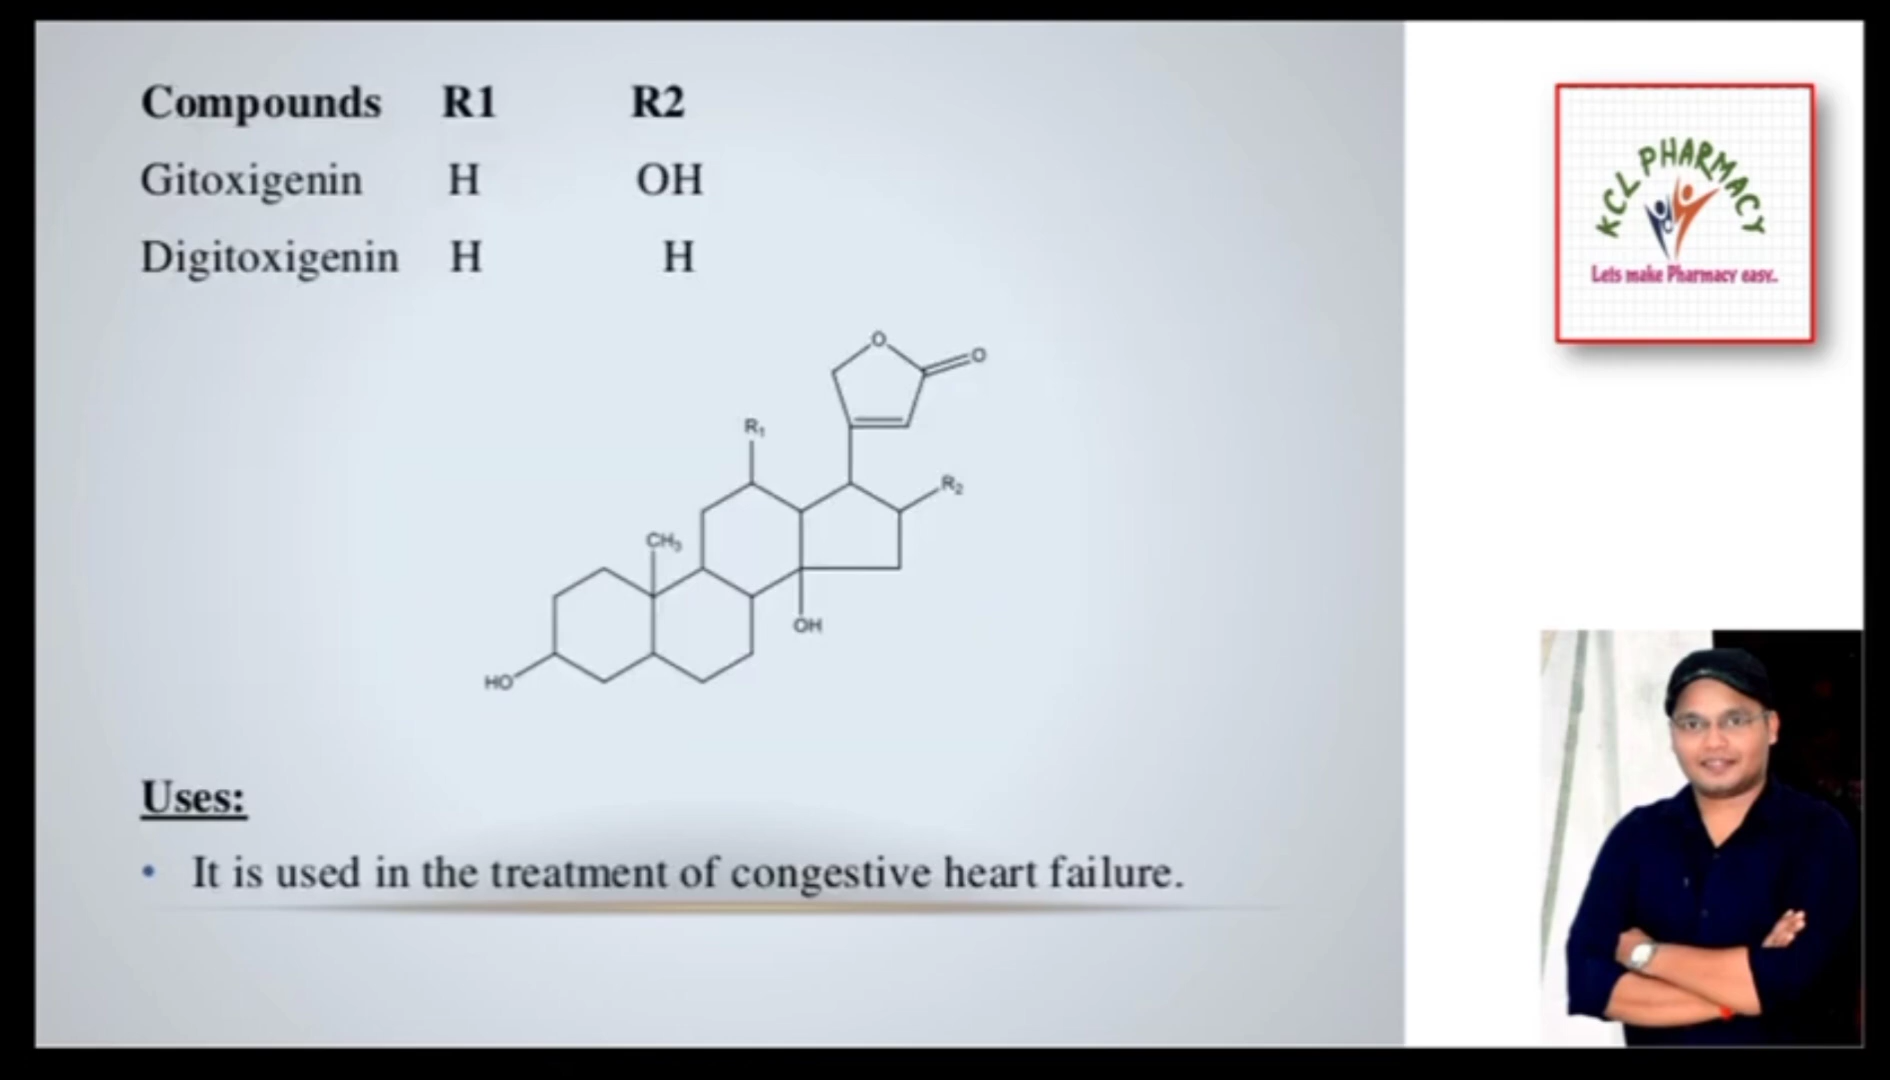 Compounds R1 R2
Gitoxigenin H OH
Digitoxigenin H H
O
O
R1
R2
CH3
OH
HO
Uses:
• It is used in the treatment of congestive heart failure.
KCL PHARMACY
Lets make Pharmacy easy..